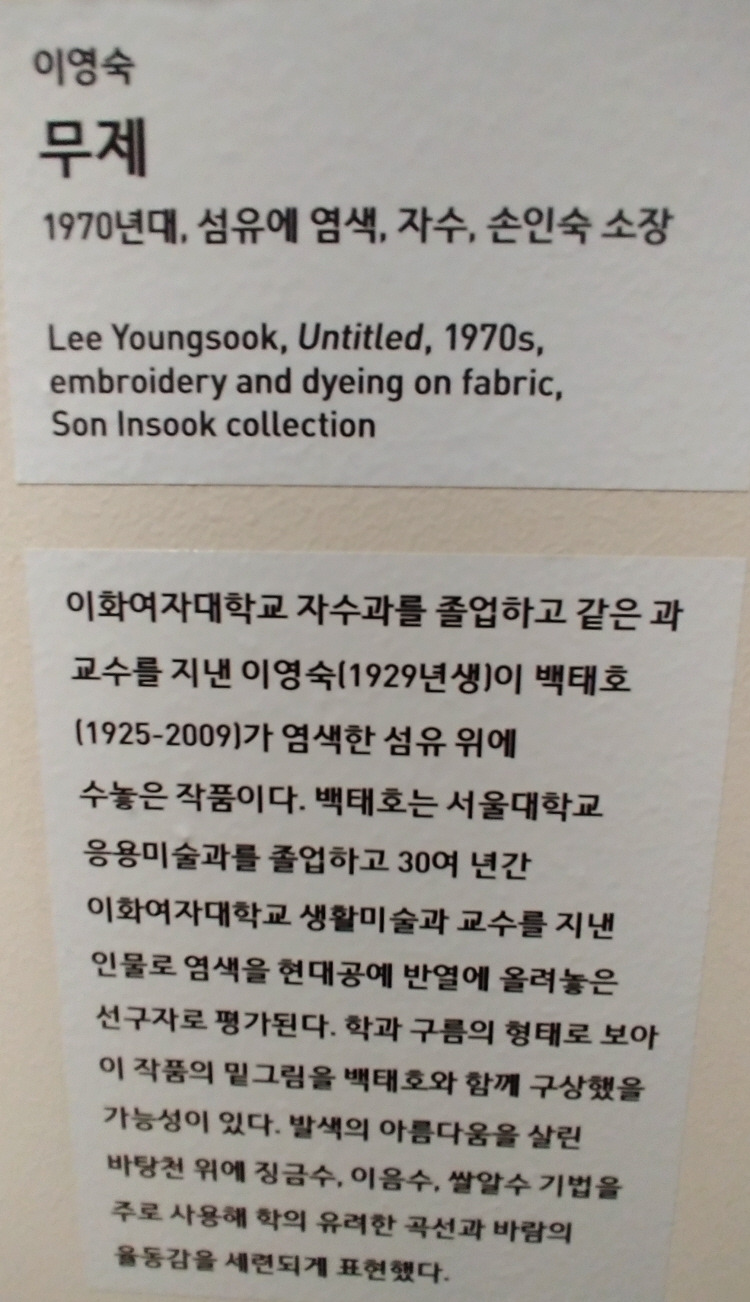 이영숙
무제
1970년대, 섬유에 염색, 자수, 손인숙 소장
Lee Youngsook, Untitled, 1970s,
embroidery and dyeing on fabric,
Son Insook collection
이화여자대학교 자수과를 졸업하고 같은 과
교수를 지낸 이영숙(1929년생)이 백태호
(1925-2009)가 염색한 섬유 위에
수놓은 작품이다. 백태호는 서울대학교
응용미술과를 졸업하고 30여 년간
이화여자대학교 생활미술과 교수를 지낸
인물로 염색을 현대공예 반열에 올려놓은
선구자로 평가된다. 학과 구름의 형태로 보아
이 작품의 밑그림을 백태호와 함께 구상했을
가능성이 있다. 발색의 아름다움을 살린
바탕천 위에 징금수, 이음수, 쌀알수 기법을
주로 사용해 학의 유려한 곡선과 바람의
율동감을 세련되게 표현했다.